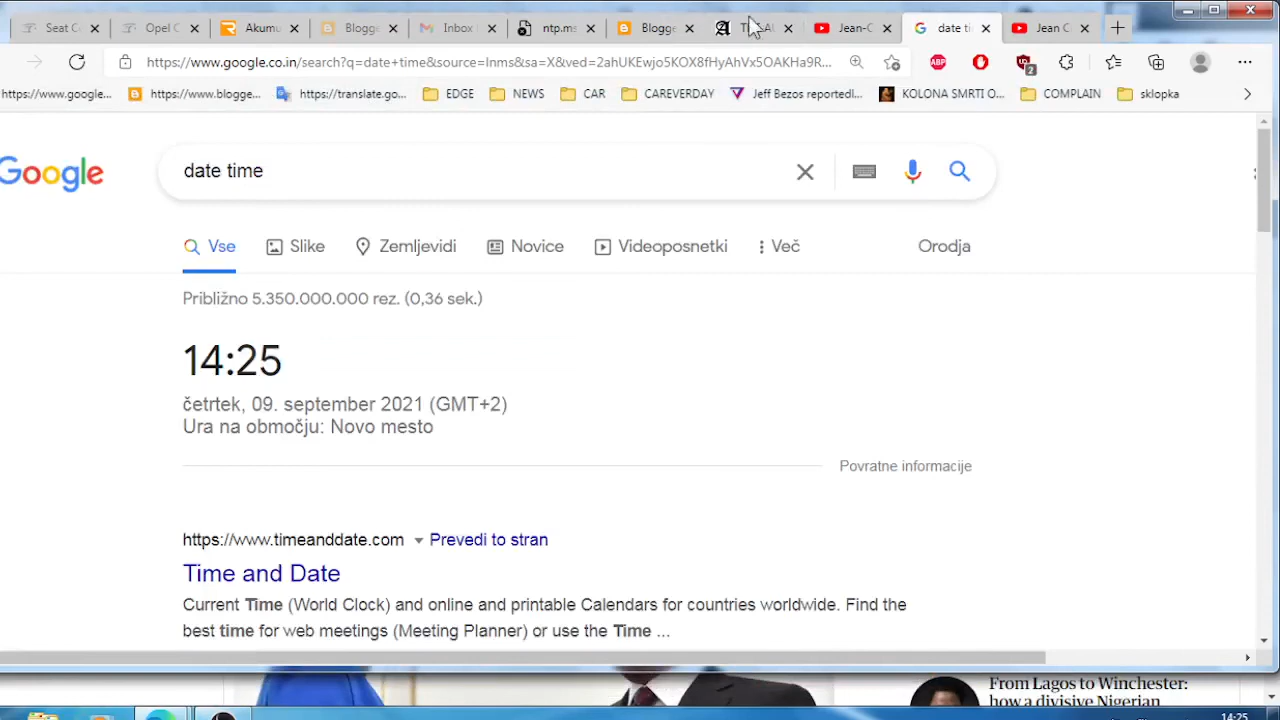 Seat C
Opel C
Akumu
Blogge
Inbox
ntp.ms
Blogge
Jean-C
date ti
Jean C
https://www.google.co.in/search?q=date+time&source=lnms&sa=X&ved=2ahUKEwjo5KOX8fHyAhVx5OAKHa9R...
ABP
2
https://www.google...
https://www.blogge...
https://translate.go...
EDGE
NEWS
CAR
CAREVERDAY
Jeff Bezos reportedl...
KOLONA SMRTI O...
COMPLAIN
sklopka
Google
date time
Vse
Slike
Zemljevidi
Novice
Videoposnetki
Več
Orodja
Približno 5.350.000.000 rez. (0,36 sek.)
14:25
četrtek, 09. september 2021 (GMT+2)
Ura na območju: Novo mesto
Povratne informacije
https://www.timeanddate.com
Prevedi to stran
Time and Date
Current Time (World Clock) and online and printable Calendars for countries worldwide. Find the
best time for web meetings (Meeting Planner) or use the Time ...
From Lagos to Winchester:
how a divisive Nigerian
14:25